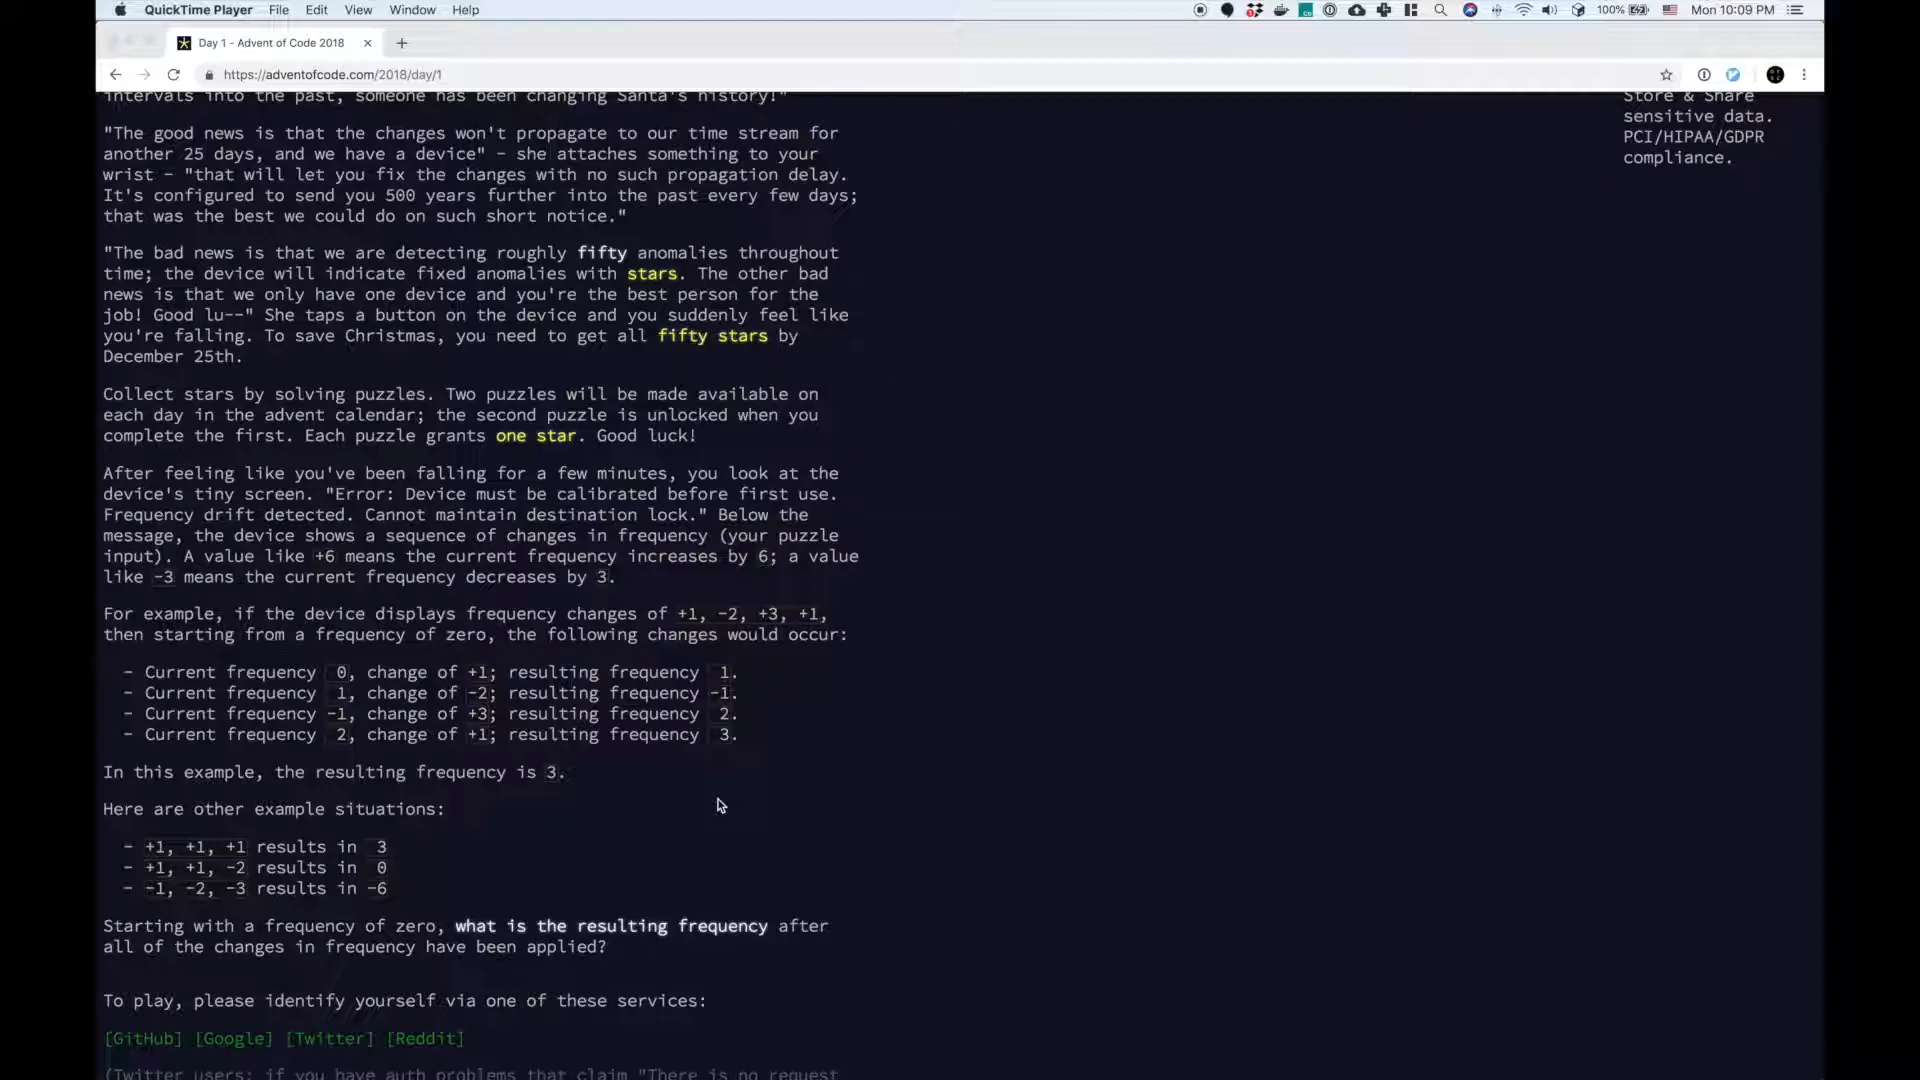 QuickTime Player File Edit View Window Help 100% Mon 10:09 PM
Day 1 - Advent of Code 2018
https://adventofcode.com/2018/day/1
intervals into the past, someone has been changing Santa's history!"
"The good news is that the changes won't propagate to our time stream for
another 25 days, and we have a device" - she attaches something to your
wrist - "that will let you fix the changes with no such propagation delay.
It's configured to send you 500 years further into the past every few days;
that was the best we could do on such short notice."
"The bad news is that we are detecting roughly fifty anomalies throughout
time; the device will indicate fixed anomalies with stars. The other bad
news is that we only have one device and you're the best person for the
job! Good lu--" She taps a button on the device and you suddenly feel like
you're falling. To save Christmas, you need to get all fifty stars by
December 25th.
Collect stars by solving puzzles. Two puzzles will be made available on
each day in the advent calendar; the second puzzle is unlocked when you
complete the first. Each puzzle grants one star. Good luck!
After feeling like you've been falling for a few minutes, you look at the
device's tiny screen. "Error: Device must be calibrated before first use.
Frequency drift detected. Cannot maintain destination lock." Below the
message, the device shows a sequence of changes in frequency (your puzzle
input). A value like +6 means the current frequency increases by 6; a value
like -3 means the current frequency decreases by 3.
For example, if the device displays frequency changes of +1, -2, +3, +1,
then starting from a frequency of zero, the following changes would occur:
- Current frequency 0, change of +1; resulting frequency 1.
- Current frequency 1, change of -2; resulting frequency -1.
- Current frequency -1, change of +3; resulting frequency 2.
- Current frequency 2, change of +1; resulting frequency 3.
In this example, the resulting frequency is 3.
Here are other example situations:
- +1, +1, +1 results in 3
- +1, +1, -2 results in 0
- -1, -2, -3 results in -6
Starting with a frequency of zero, what is the resulting frequency after
all of the changes in frequency have been applied?
To play, please identify yourself via one of these services:
[GitHub] [Google] [Twitter] [Reddit]
(Twitter users: if you have auth problems that claim "There is no request
Store & Share
sensitive data.
PCI/HIPAA/GDPR
compliance.